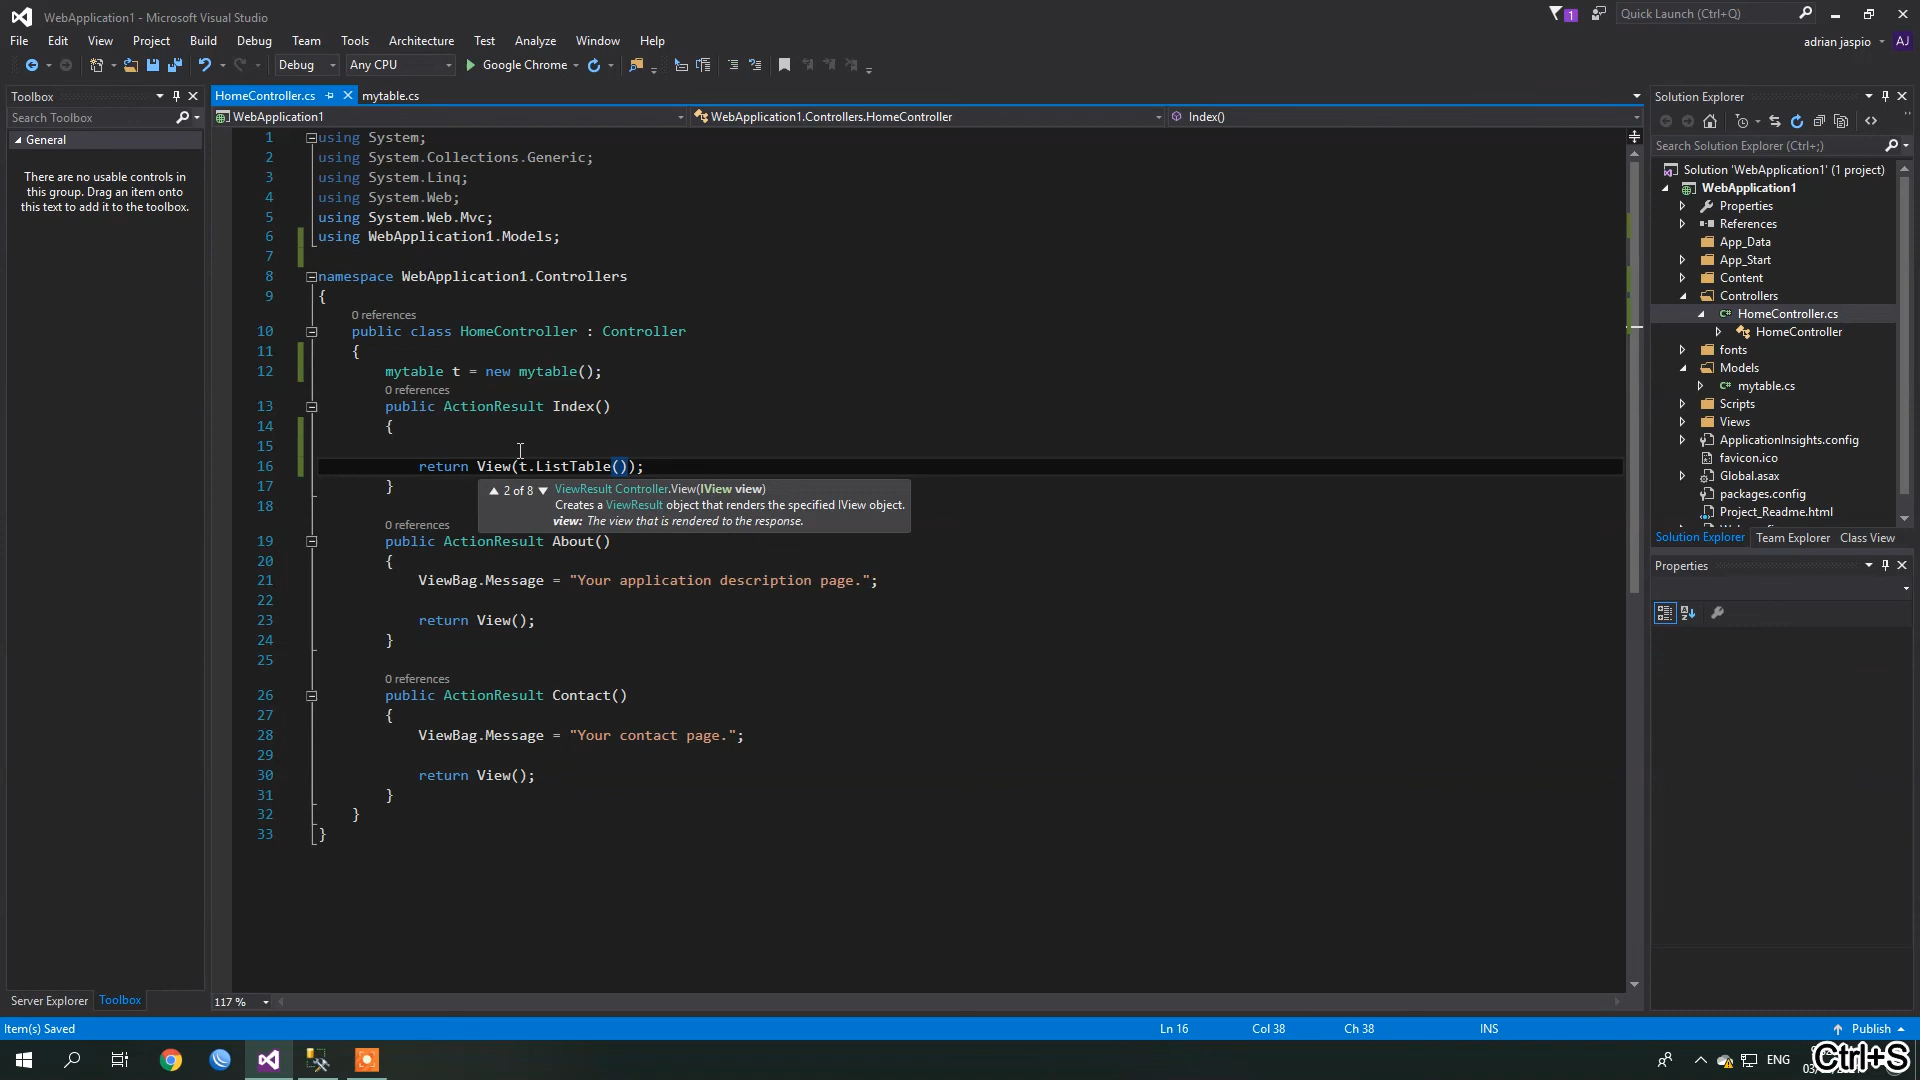 WebApplication1 - Microsoft Visual Studio
1
Quick Launch (Ctrl+Q)
File Edit View Project Build Debug Team Tools Architecture Test Analyze Window Help
adrian jaspio AJ
Debug Any CPU Google Chrome
Toolbox
Search Toolbox
General
There are no usable controls in
this group. Drag an item onto
this text to add it to the toolbox.
Server Explorer Toolbox
HomeController.cs mytable.cs
WebApplication1 WebApplication1.Controllers.HomeController Index()
1 using System;
2 using System.Collections.Generic;
3 using System.Linq;
4 using System.Web;
5 using System.Web.Mvc;
6 using WebApplication1.Models;
7
8 namespace WebApplication1.Controllers
9 {
0 references
10 public class HomeController : Controller
11 {
12 mytable t = new mytable();
0 references
13 public ActionResult Index()
14 {
15
16 return View(t.ListTable());
17 }
2 of 8 ViewResult Controller.View(IView view)
Creates a ViewResult object that renders the specified IView object.
view: The view that is rendered to the response.
18
0 references
19 public ActionResult About()
20 {
21 ViewBag.Message = "Your application description page.";
22
23 return View();
24 }
25
0 references
26 public ActionResult Contact()
27 {
28 ViewBag.Message = "Your contact page.";
29
30 return View();
31 }
32 }
33 }
117 %
Solution Explorer
Search Solution Explorer (Ctrl+;)
Solution 'WebApplication1' (1 project)
WebApplication1
Properties
References
App_Data
App_Start
Content
Controllers
HomeController.cs
HomeController
fonts
Models
mytable.cs
Scripts
Views
ApplicationInsights.config
favicon.ico
Global.asax
packages.config
Project_Readme.html
Solution Explorer Team Explorer Class View
Properties
Item(s) Saved Ln 16 Col 38 Ch 38 INS Publish
ENG
Ctrl+S